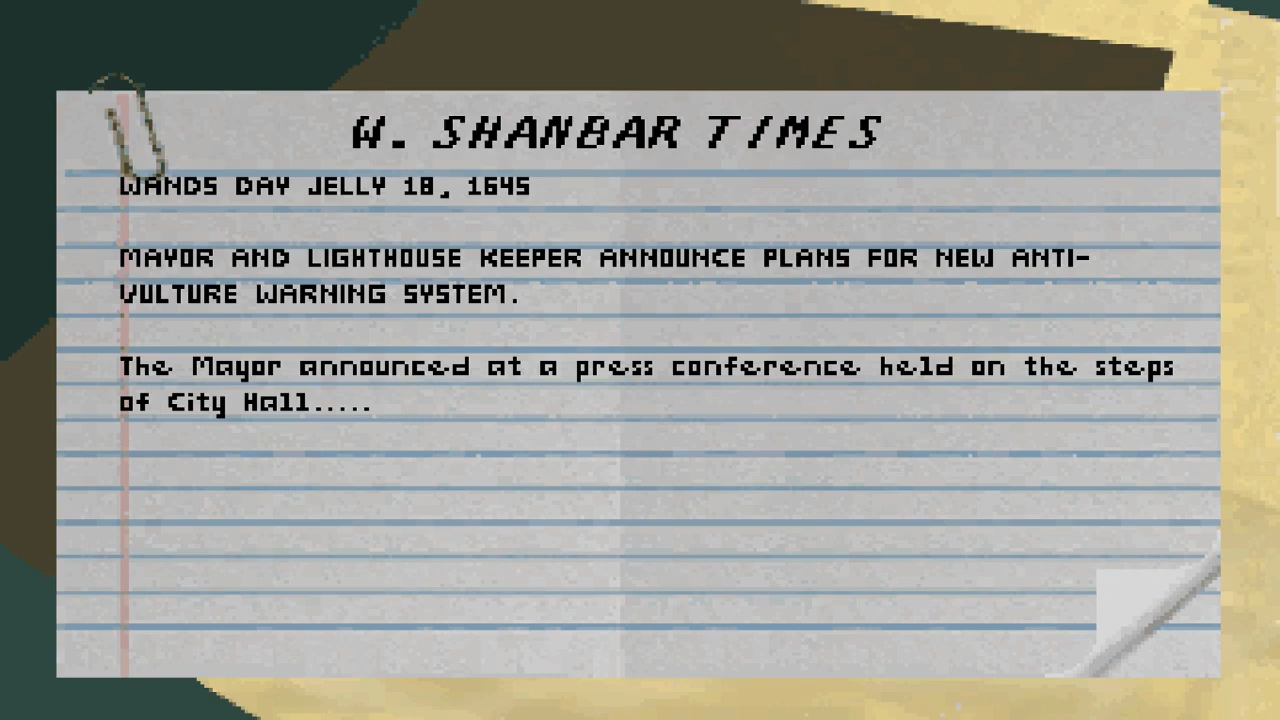 W. SHANBAR TIMES
WANDS DAY JELLY 18, 1645
MAYOR AND LIGHTHOUSE KEEPER ANNOUNCE PLANS FOR NEW ANTI-
VULTURE WARNING SYSTEM.
The Mayor announced at a press conference held on the steps
of City Hall.....